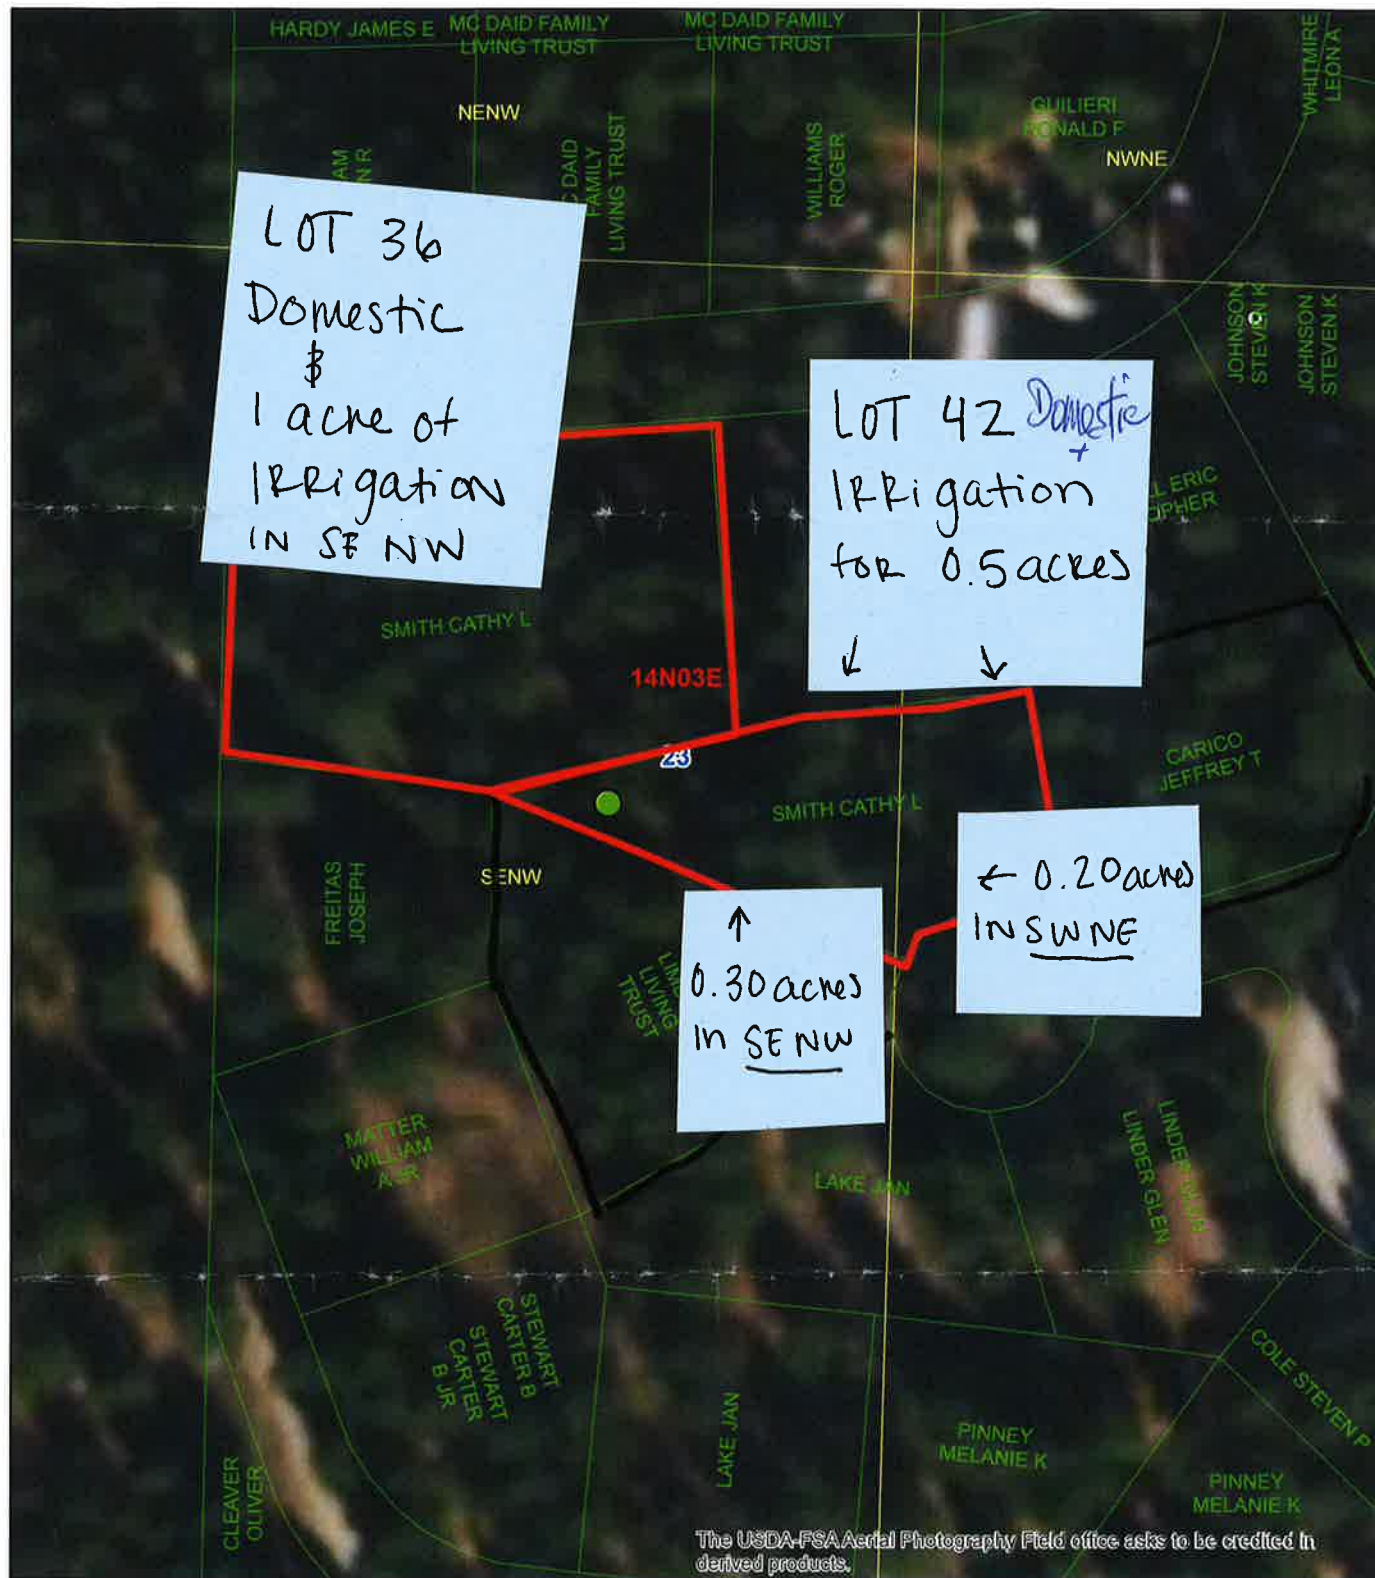 HARDY JAMES E
MC DAID FAMILY
LIVING TRUST
MC DAID FAMILY
LIVING TRUST
WHITMIRE
LEON A
NENW
GUILIERI
RONALD F
NWNE
AM
N R
C DAID
FAMILY
LIVING TRUST
WILLIAMS
ROGER
LOT 36
Domestic
&
1 acre of
IRRigation
IN SE NW
JOHNSON
STEVEN K
JOHNSON
STEVEN K
LOT 42 Domestic
+
IRRigation
for 0.5 acres
↓ ↓
L ERIC
OPHER
SMITH CATHY L
14N03E
23
CARICO
JEFFREY T
SMITH CATHY L
FREITAS
JOSEPH
SENW
← 0.20 acres
IN SWNE
LIVING
TRUST
↑
0.30 acres
in SE NW
MATTER
WILLIAM
A JR
LAKE JAN
LINDER GLEN
STEWART
CARTER B
STEWART
CARTER
B JR
LAKE JAN
COLE STEVEN P
PINNEY
MELANIE K
PINNEY
MELANIE K
CLEAVER
OLIVER
The USDA-FSA Aerial Photography Field office asks to be credited in
derived products.